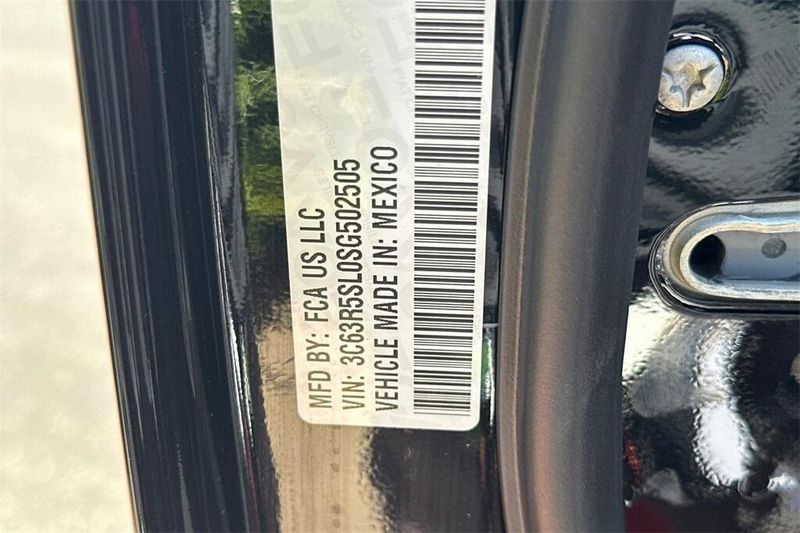 MFD BY: FCA US LLC
VIN: 3C63R5SL0SG502505
VEHICLE MADE IN: MEXICO